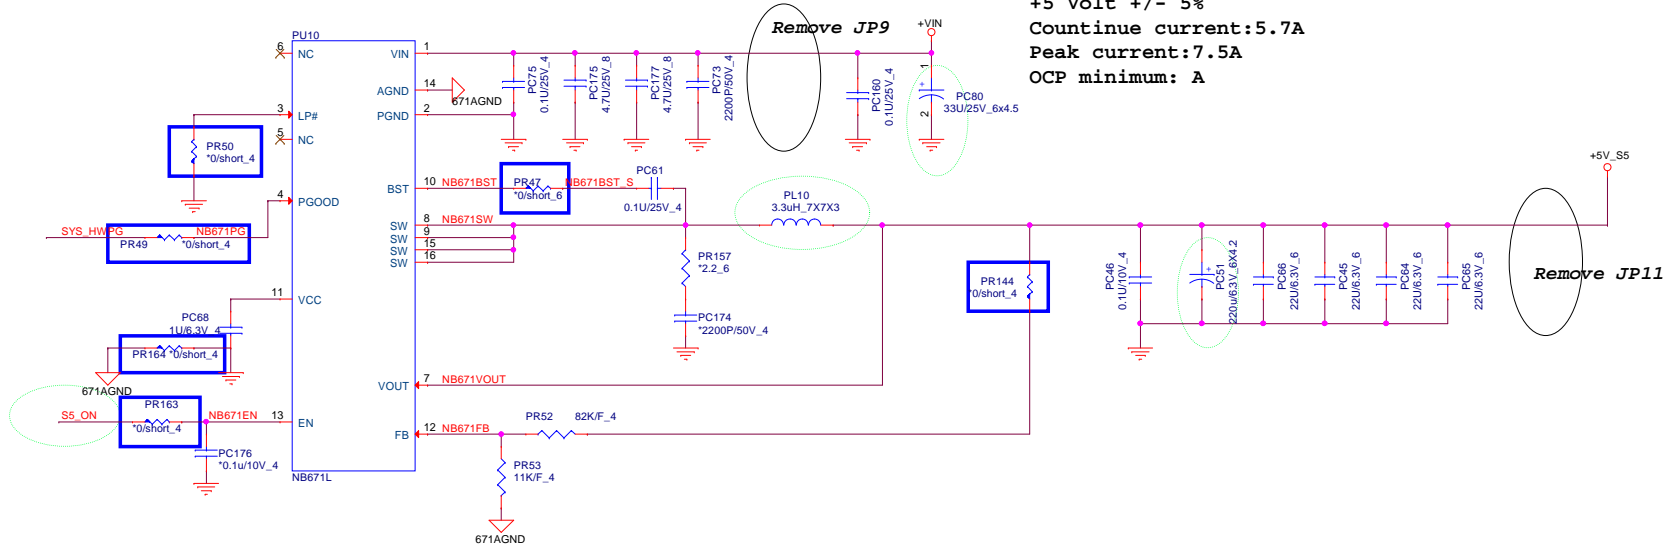 +5 Volt +/- 5%
Countinue current:5.7A
Peak current:7.5A
OCP minimum: A
Remove JP9
+VIN
PU10
6
NC
VIN
1
PC75
0.1U/25V_4
PC175
4.7U/25V_8
PC177
4.7U/25V_8
PC73
2200P/50V_4
PC160
0.1U/25V_4
1
PC80
33U/25V_6x4.5
2
AGND
14
671AGND
3
LP#
PGND
2
5
NC
PR50
*0/short_4
+5V_S5
4
PGOOD
BST
10
NB671BST
PR47
*0/short_6
NB671BST_S
PC61
0.1U/25V_4
PL10
3.3uH_7X7X3
SYS_HWPG
NB671PG
PR49
*0/short_4
SW
8
NB671SW
SW
9
SW
15
SW
16
PR157
*2.2_6
PR144
*0/short_4
PC46
0.1U/10V_4
PC51
220u/6.3V_6X4.2
PC66
22U/6.3V_6
PC45
22U/6.3V_6
PC64
22U/6.3V_6
PC65
22U/6.3V_6
Remove JP11
11
VCC
PC68
1U/6.3V_4
PC174
*2200P/50V_4
PR164
*0/short_4
671AGND
VOUT
7
NB671VOUT
PR163
*0/short_4
S5_ON
NB671EN
13
EN
PR52
82K/F_4
FB
12
NB671FB
PC176
*0.1u/10V_4
PR53
11K/F_4
NB671L
671AGND